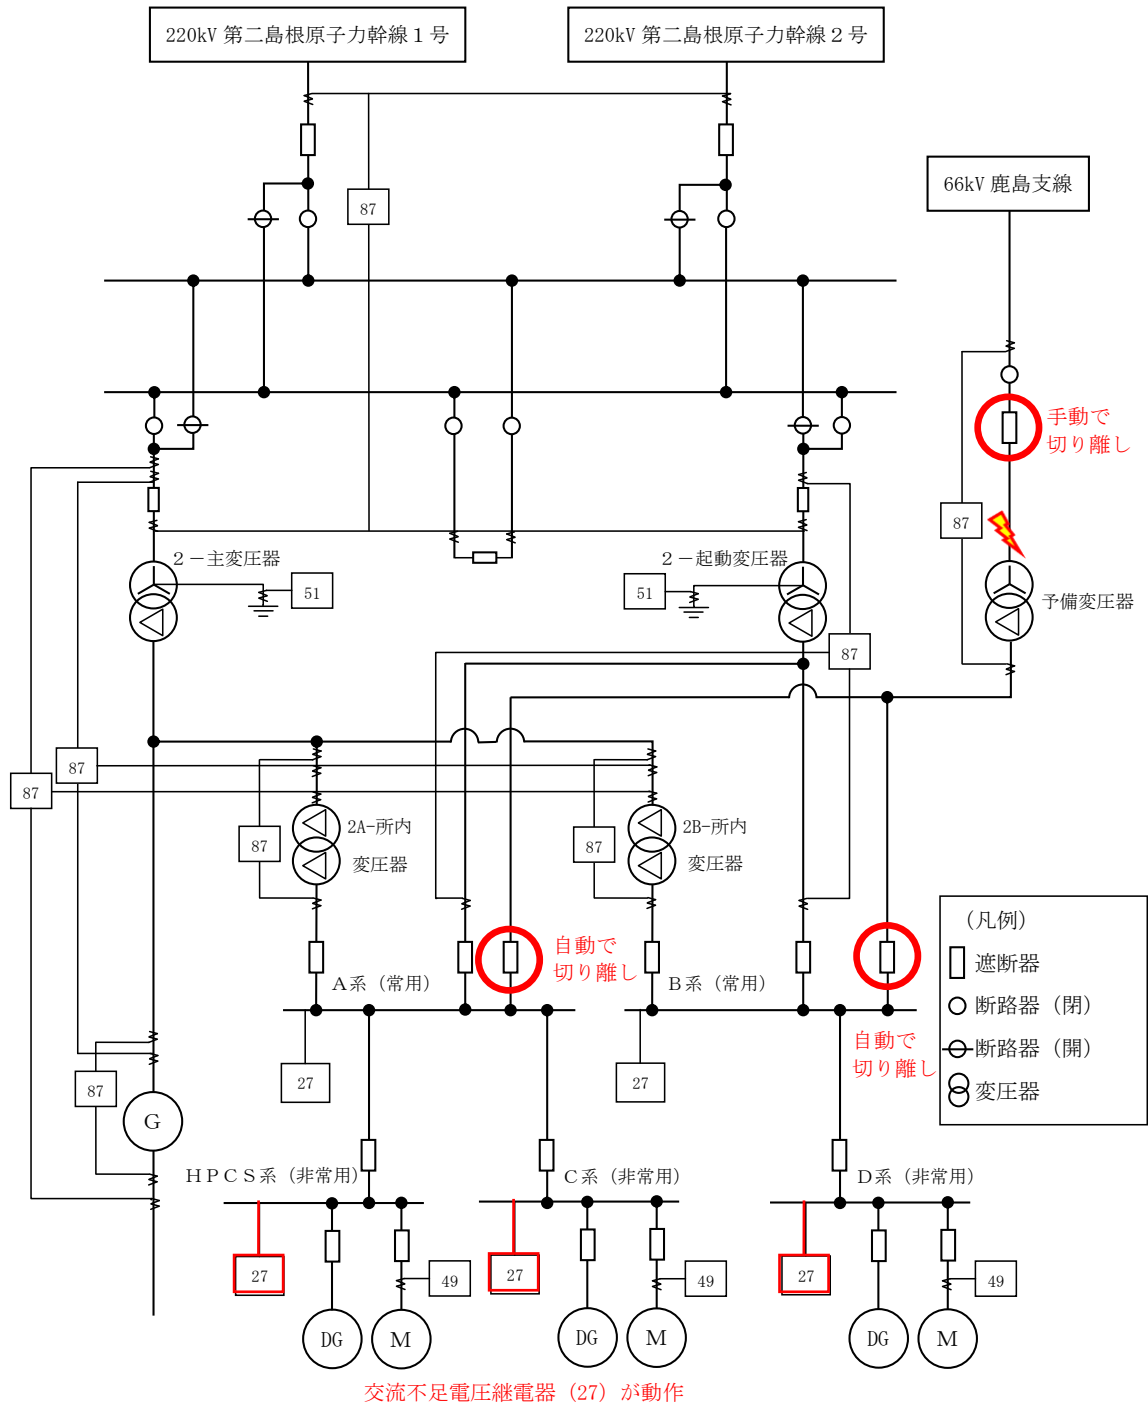 220kV 第二島根原子力幹線１号
220kV 第二島根原子力幹線２号
66kV 鹿島支線
87
手動で
切り離し
87
２－主変圧器
２－起動変圧器
51
51
予備変圧器
87
87
87
2A-所内
変圧器
87
2B-所内
変圧器
87
（凡例）
遮断器
断路器（閉）
断路器（開）
変圧器
自動で
切り離し
Ａ系（常用）
Ｂ系（常用）
自動で
切り離し
27
27
87
G
ＨＰＣＳ系（非常用）
Ｃ系（非常用）
Ｄ系（非常用）
27
49
27
49
27
49
DG
M
DG
M
DG
M
交流不足電圧継電器（27）が動作